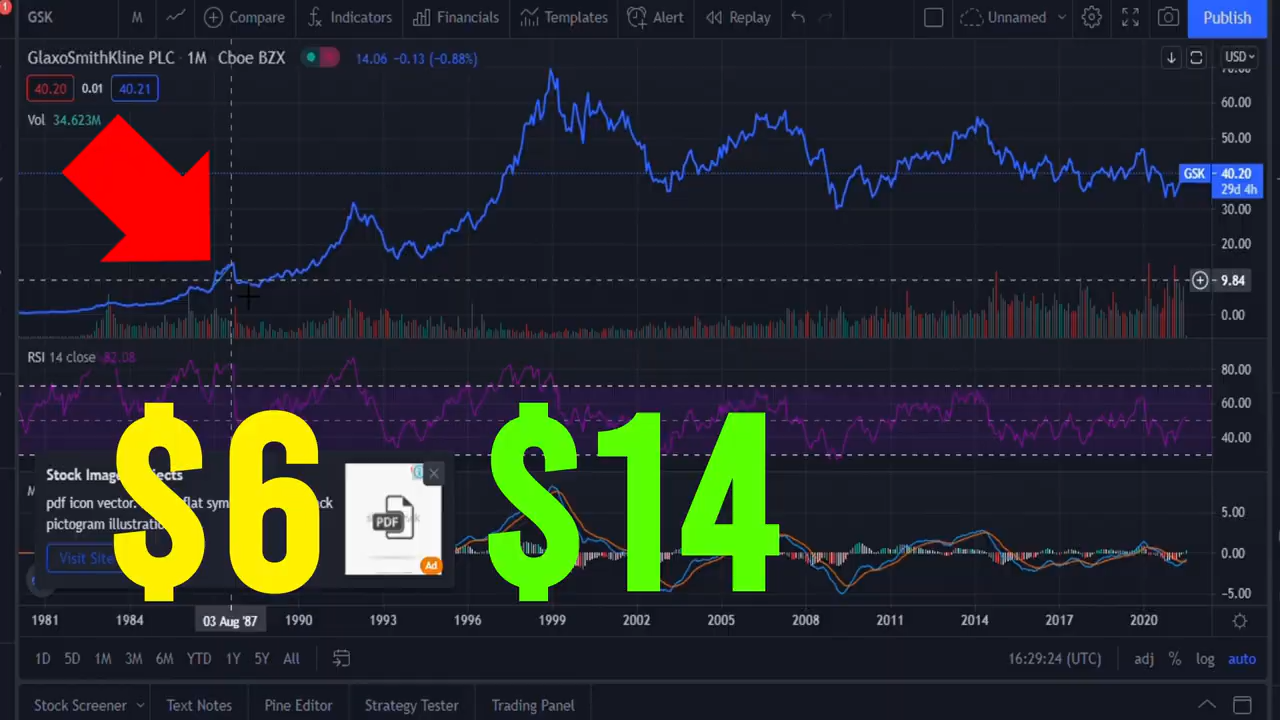 1
GSK M Compare Indicators Financials Templates Alert Replay Unnamed Publish
GlaxoSmithKline PLC · 1M · Cboe BZX 14.06 −0.13 (−0.88%) USD
40.20 0.01 40.21
Vol 34.623M
60.00
50.00
GSK 40.20
29d 4h
30.00
20.00
9.84
0.00
RSI 14 close 82.08
80.00
60.00
40.00
$6 $14
pdf icon vector.
pictogram
Visit Site
PDF
Ad
5.00
0.00
−5.00
1981 1984 03 Aug '87 1990 1993 1996 1999 2002 2005 2008 2011 2014 2017 2020
1D 5D 1M 3M 6M YTD 1Y 5Y All 16:29:24 (UTC) adj % log auto
Stock Screener Text Notes Pine Editor Strategy Tester Trading Panel